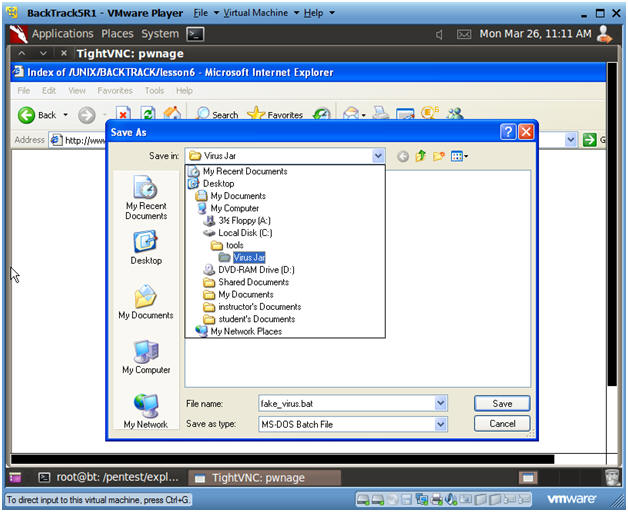 BackTrack5R1 - VMware Player File Virtual Machine Help
Applications Places System Mon Mar 26, 11:11 AM
TightVNC: pwnage
Index of /UNIX/BACKTRACK/lesson6 - Microsoft Internet Explorer
File Edit View Favorites Tools Help
Back Search Favorites
Address http://www G
Save As
Save in: Virus Jar
My Recent Documents
Desktop
My Documents
My Computer
3½ Floppy (A:)
Local Disk (C:)
tools
Virus Jar
DVD-RAM Drive (D:)
Shared Documents
My Documents
instructor's Documents
student's Documents
My Network Places
My Recent
Documents
Desktop
My Documents
My Computer
My Network
File name: fake_virus.bat Save
Save as type: MS-DOS Batch File Cancel
root@bt: /pentest/expl... TightVNC: pwnage
To direct input to this virtual machine, press Ctrl+G. vmware